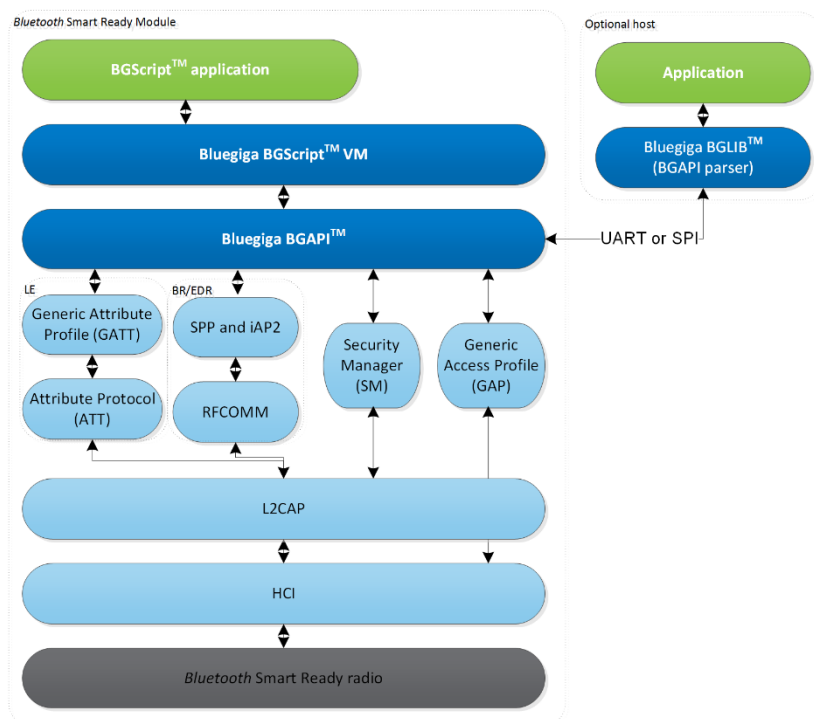 Bluetooth Smart Ready Module
Optional host
BGScript™ application
Application
Bluegiga BGScript™ VM
Bluegiga BGLIB™
(BGAPI parser)
Bluegiga BGAPI™
UART or SPI
LE
BR/EDR
Generic Attribute
Profile (GATT)
SPP and iAP2
Security
Manager
(SM)
Generic
Access Profile
(GAP)
Attribute Protocol
(ATT)
RFCOMM
L2CAP
HCI
Bluetooth Smart Ready radio